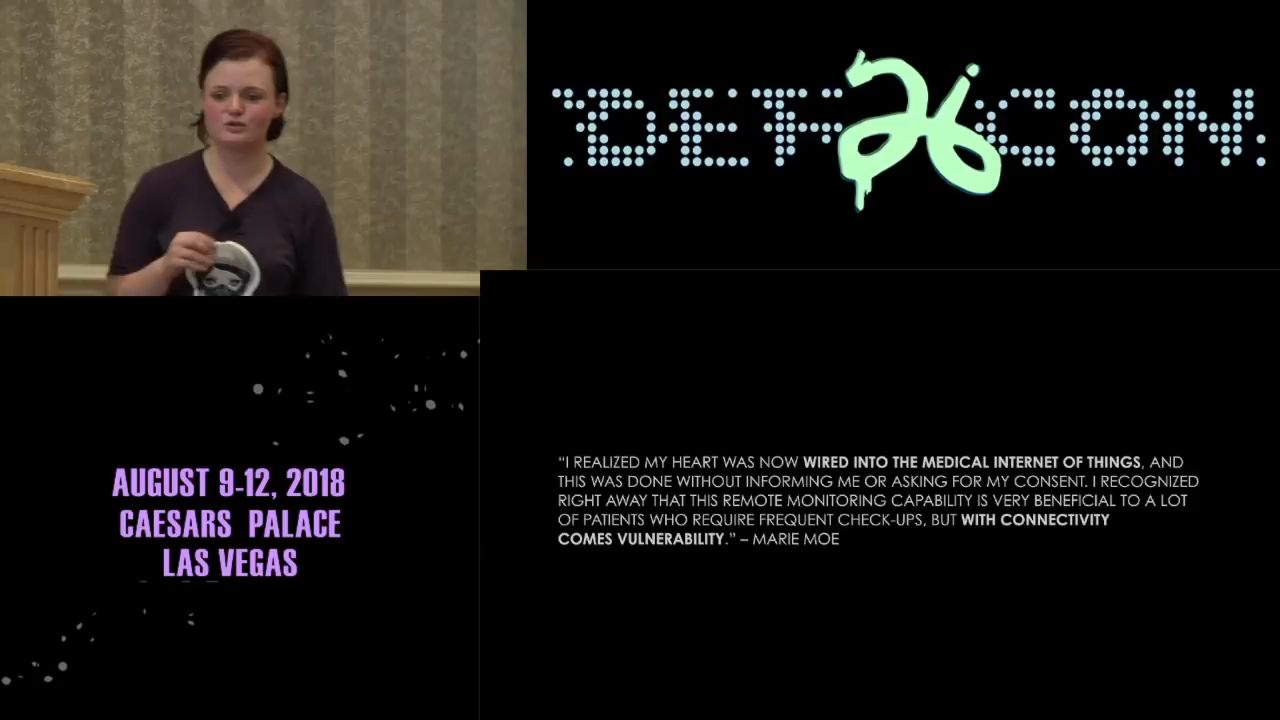 DEF 26 CON
AUGUST 9-12, 2018
CAESARS PALACE
LAS VEGAS
“I REALIZED MY HEART WAS NOW WIRED INTO THE MEDICAL INTERNET OF THINGS, AND
THIS WAS DONE WITHOUT INFORMING ME OR ASKING FOR MY CONSENT. I RECOGNIZED
RIGHT AWAY THAT THIS REMOTE MONITORING CAPABILITY IS VERY BENEFICIAL TO A LOT
OF PATIENTS WHO REQUIRE FREQUENT CHECK-UPS, BUT WITH CONNECTIVITY
COMES VULNERABILITY.” – MARIE MOE